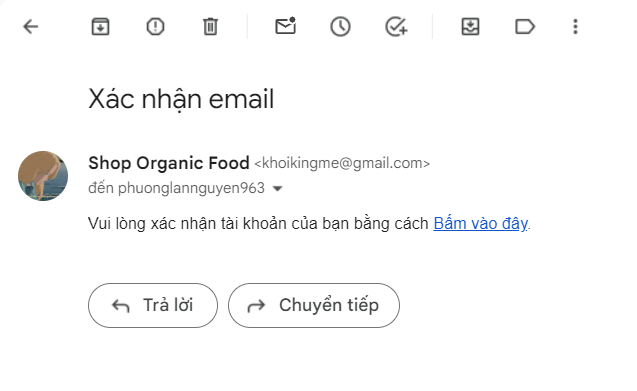 Xác nhận email
Shop Organic Food <khoikingme@gmail.com>
đến phuonglannguyen963
Vui lòng xác nhận tài khoản của bạn bằng cách Bấm vào đây.
Trả lời
Chuyển tiếp